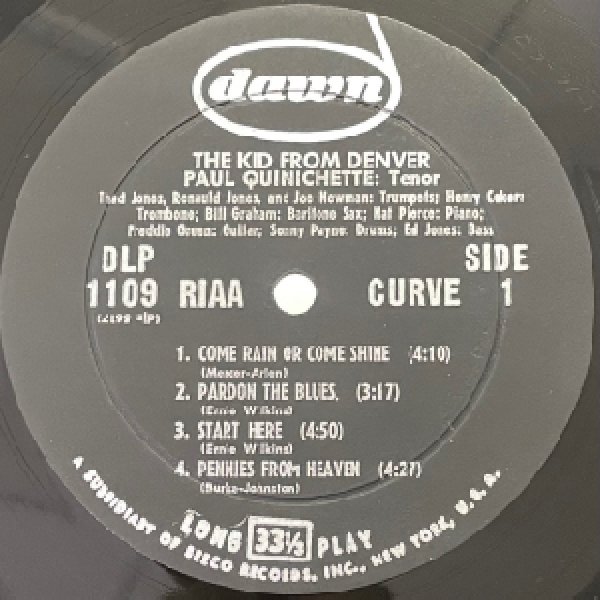 dawn
THE KID FROM DENVER
PAUL QUINICHETTE: Tenor
Thad Jones, Renauld Jones, and Joe Newman: Trumpets; Henry Coker:
Trombone; Bill Graham: Baritone Sax; Nat Pierce: Piano;
Freddie Green: Guitar; Sonny Payne: Drums; Ed Jones: Bass
DLP SIDE
1109 RIAA CURVE 1
1. COME RAIN OR COME SHINE (4:10)
(Mercer-Arlen)
2. PARDON THE BLUES. (3:17)
(Ernie Wilkins)
3. START HERE (4:50)
(Ernie Wilkins)
4. PENNIES FROM HEAVEN (4:27)
(Burke-Johnston)
LONG 33⅓ PLAY
A SUBSIDIARY OF SEECO RECORDS, INC., NEW YORK, U.S.A.